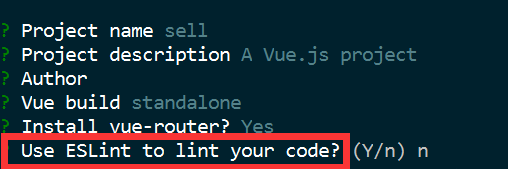 ? Project name sell
? Project description A Vue.js project
? Author
? Vue build standalone
? Install vue-router? Yes
? Use ESLint to lint your code? (Y/n) n